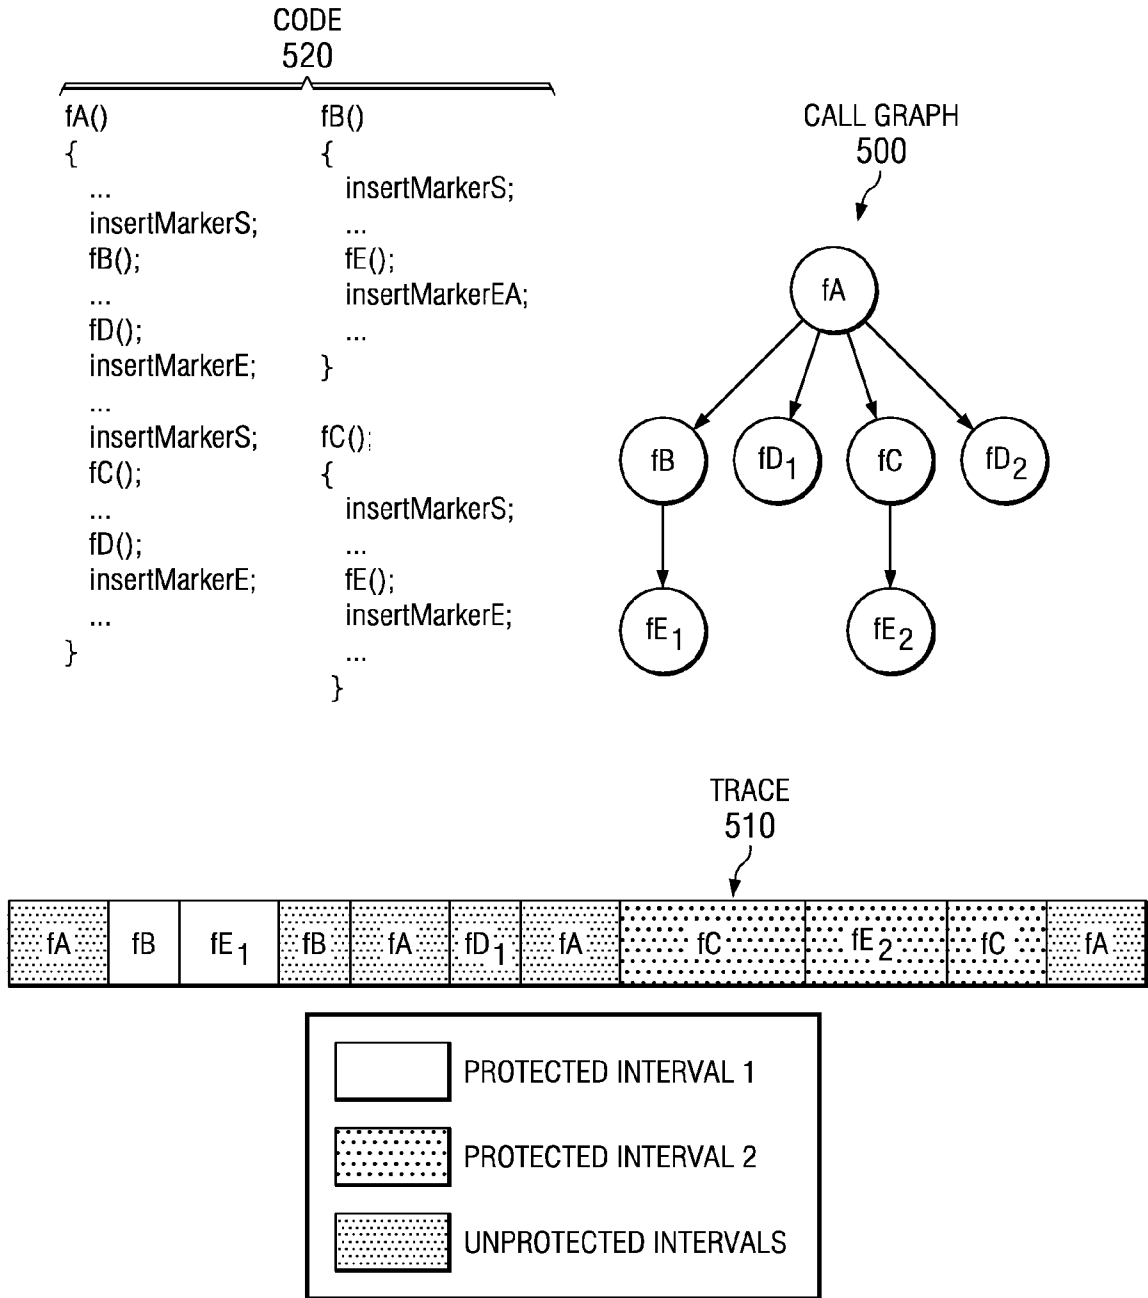 CODE
520
fA()
{
...
insertMarkerS;
fB();
...
fD();
insertMarkerE;
...
insertMarkerS;
fC();
...
fD();
insertMarkerE;
...
}
fB()
{
insertMarkerS;
...
fE();
insertMarkerEA;
...
}
fC();
{
insertMarkerS;
...
fE();
insertMarkerE;
...
}
CALL GRAPH
500
fA
fB fD1 fC fD2
fE1 fE2
TRACE
510
fA fB fE1 fB fA fD1 fA fC fE2 fC fA
PROTECTED INTERVAL 1
PROTECTED INTERVAL 2
UNPROTECTED INTERVALS